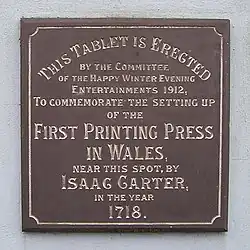 THIS TABLET IS ERECTED
BY THE COMMITTEE
OF THE HAPPY WINTER EVENING
ENTERTAINMENTS 1912,
TO COMMEMORATE THE SETTING UP
OF THE
FIRST PRINTING PRESS
IN WALES,
NEAR THIS SPOT, BY
ISAAC CARTER,
IN THE YEAR
1718.